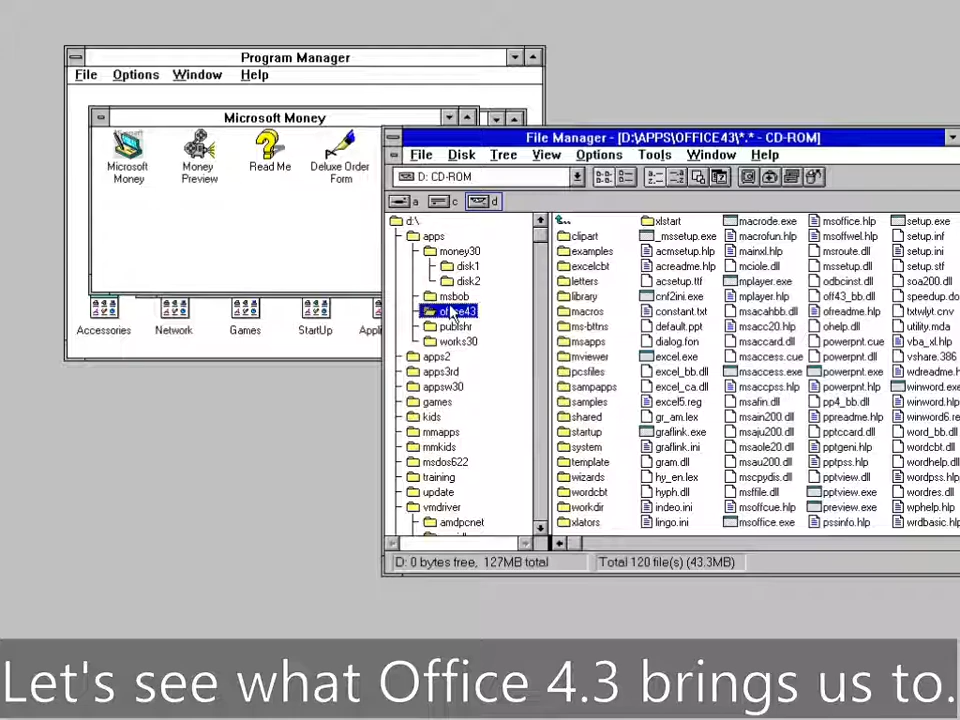 Program Manager
File Options Window Help
Microsoft Money
Microsoft Money
Money Preview
Read Me
Deluxe Order Form
Accessories
Network
Games
StartUp
File Manager - [D:\APPS\OFFICE43\*.* - CD-ROM]
File Disk Tree View Options Tools Window Help
D: CD-ROM
a c d
d:\
apps
money30
disk1
disk2
msbob
office43
publshr
works30
apps2
apps3rd
appsw30
games
kids
mmapps
mmkids
msdos622
training
update
vmdriver
amdpcnet
clipart
examples
excelcbt
letters
library
macros
ms-bttns
msapps
mviewer
pcsfiles
sampapps
samples
shared
startup
system
template
wizards
wordcbt
workdir
xlators
xlstart
_mssetup.exe
acmsetup.hlp
acreadme.hlp
admin.inf
cnf2ini.exe
constant.txt
default.ppt
dialog.fon
excel.exe
excel_bb.dll
excel_ca.dll
excel5.reg
gr_am.lex
graflink.exe
graflink.ini
gram.dll
hy_en.lex
hyph.dll
indeo.ini
lingo.ini
macrode.exe
macrofun.hlp
mainxl.hlp
mciole.dll
mplayer.exe
mplayer.hlp
msacahbl.dll
msacc20.hlp
msaccard.dll
msaccess.cue
msaccess.exe
msaccpss.hlp
msafin.dll
msain200.dll
msaju200.dll
msaole20.dll
msau200.dll
mscpydis.dll
msffile.dll
msoffcue.hlp
msoffice.exe
msoffice.hlp
msoffwel.hlp
msroute.dll
mssetup.dll
odbcinst.dll
off43_bb.dll
ofreadme.hlp
ohelp.dll
powerpnt.cue
powerpnt.exe
powerpnt.hlp
pp4_bb.dll
ppreadme.hlp
pptccard.dll
pptgeni.hlp
pptpss.hlp
pptview.dll
pptview.exe
preview.exe
pssinfo.hlp
setup.exe
setup.inf
setup.ini
setup.stf
soa200.dll
speedup.do
txtwlyt.cnv
utility.mda
vba_xl.hlp
vshare.386
wdreadme.h
winword.exe
winword.hlp
winword6.r
word_bb.dll
wordcbt.dll
wordhelp.dl
wordpss.hlp
wordres.dll
wphelp.hlp
wrdbasic.hl
D: 0 bytes free, 127MB total
Total 120 file(s) (43.3MB)
Let's see what Office 4.3 brings us to.